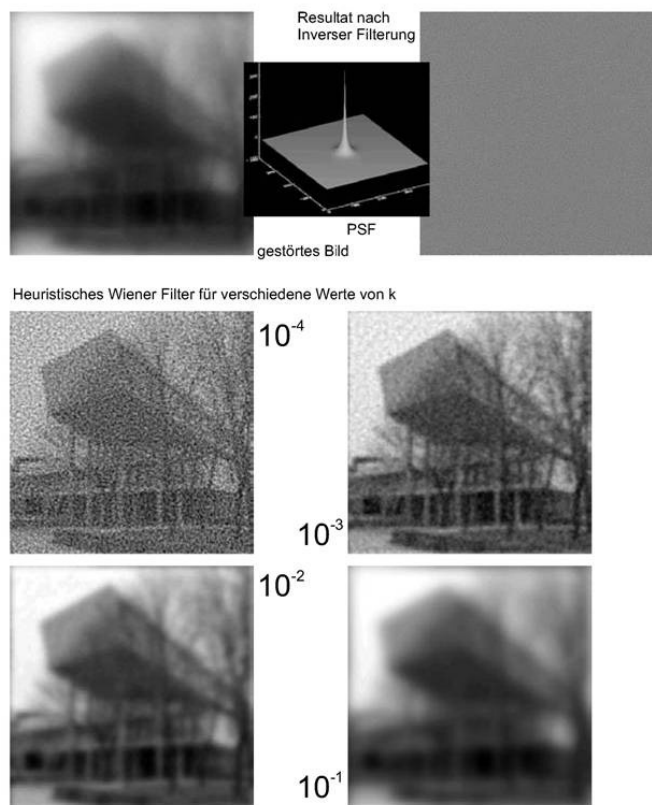 Resultat nach
Inverser Filterung
PSF
gestörtes Bild
Heuristisches Wiener Filter für verschiedene Werte von k
10⁻⁴
10⁻³
10⁻²
10⁻¹